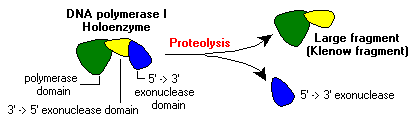 DNA polymerase I
Holoenzyme
polymerase
domain
3' -> 5' exonuclease domain
5' -> 3'
exonuclease
domain
Proteolysis
Large fragment
(Klenow fragment)
5' -> 3' exonuclease